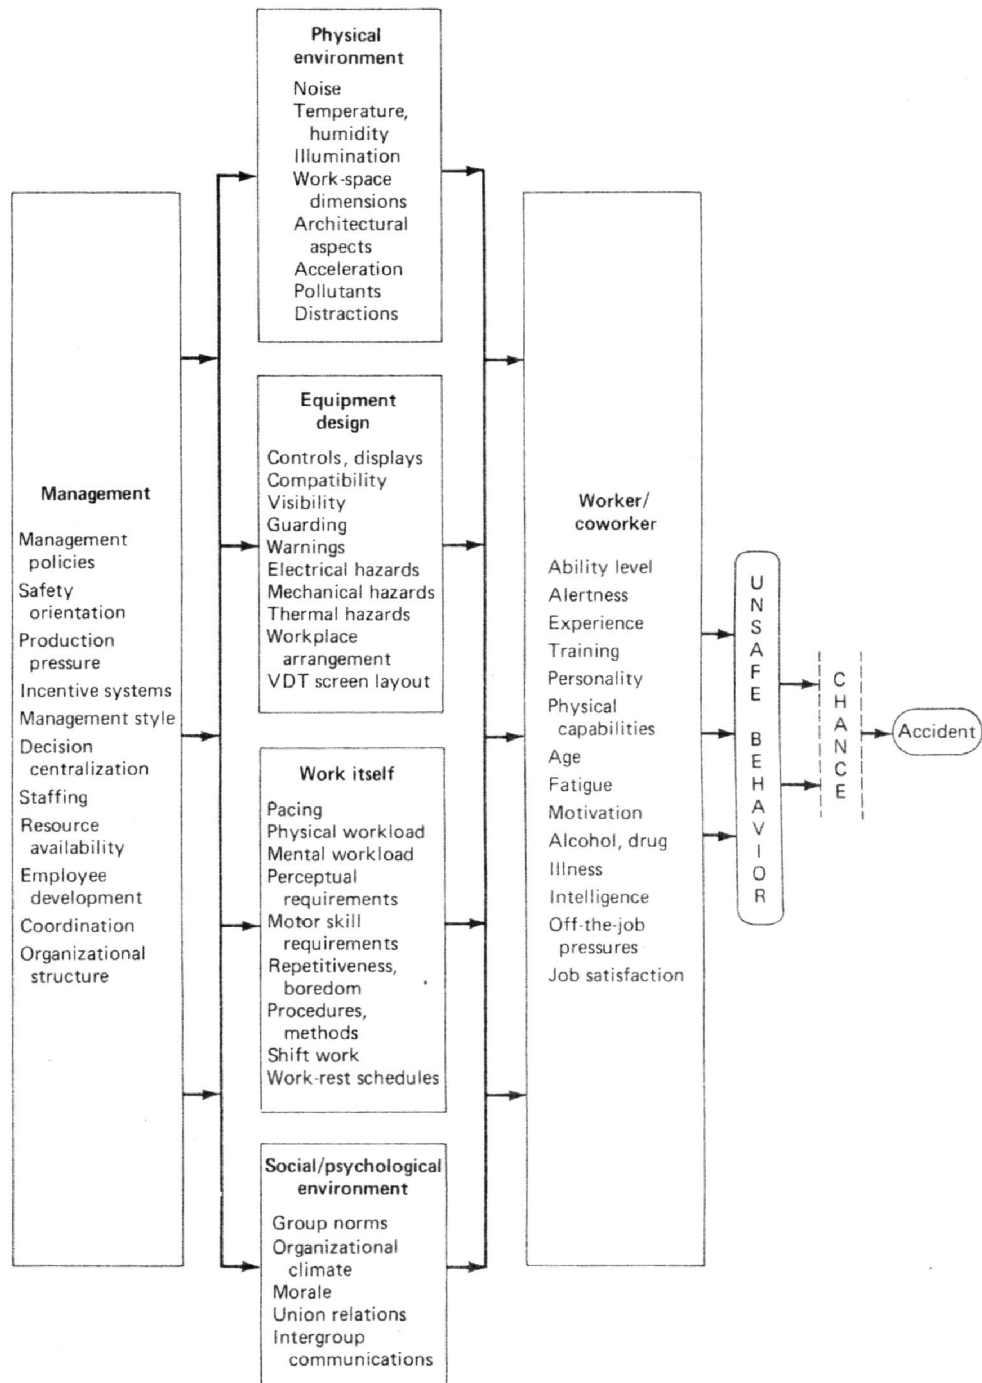 Physical
environment
Noise
Temperature,
humidity
Illumination
Work-space
dimensions
Architectural
aspects
Acceleration
Pollutants
Distractions
Equipment
design
Controls, displays
Compatibility
Visibility
Guarding
Warnings
Electrical hazards
Mechanical hazards
Thermal hazards
Workplace
arrangement
VDT screen layout
Management
Management
policies
Safety
orientation
Production
pressure
Incentive systems
Management style
Decision
centralization
Staffing
Resource
availability
Employee
development
Coordination
Organizational
structure
Work itself
Pacing
Physical workload
Mental workload
Perceptual
requirements
Motor skill
requirements
Repetitiveness,
boredom
Procedures,
methods
Shift work
Work-rest schedules
Social/psychological
environment
Group norms
Organizational
climate
Morale
Union relations
Intergroup
communications
Worker/
coworker
Ability level
Alertness
Experience
Training
Personality
Physical
capabilities
Age
Fatigue
Motivation
Alcohol, drug
Illness
Intelligence
Off-the-job
pressures
Job satisfaction
UNSAFE BEHAVIOR
CHANCE
Accident